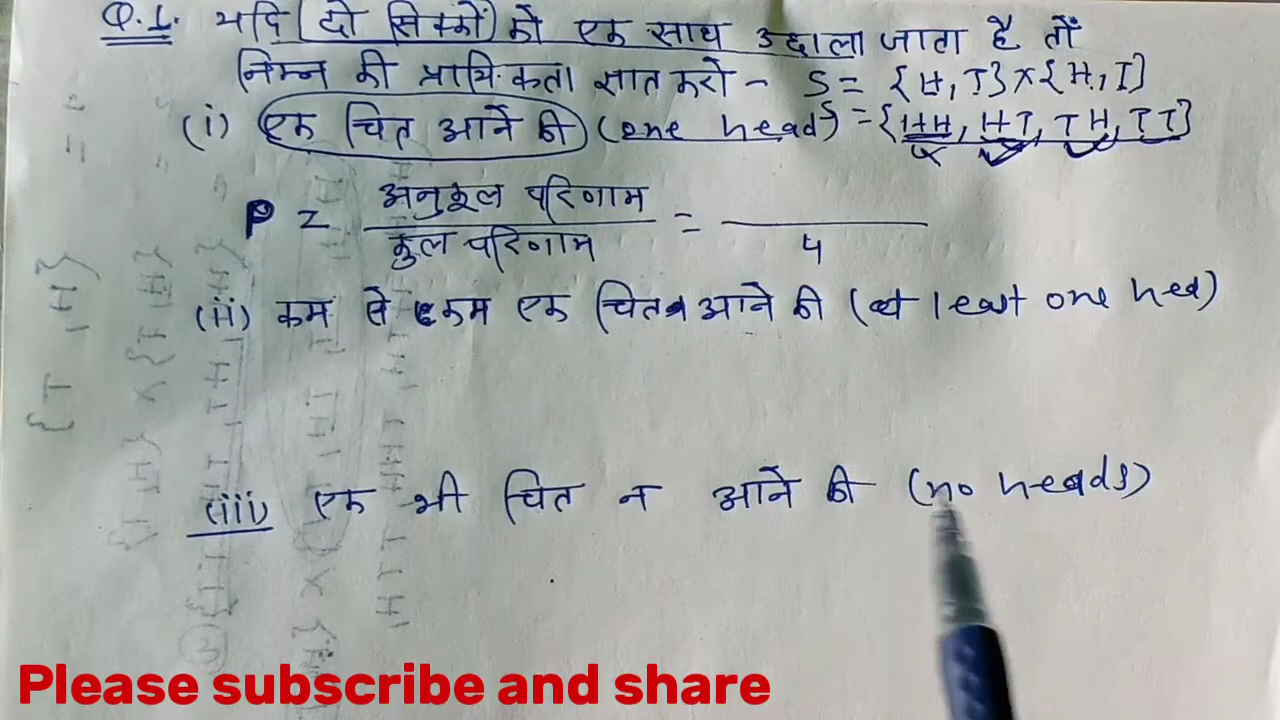 Q.1. यदि (दो सिक्कों) को एक साथ उछाला जाता है तों
निम्न की प्रायिकता ज्ञात करो - S = {H, T} X {H, T}
(i) एक चित आने की (one head) S = {HH, HT, TH, TT}
P = अनुकूल परिणाम / कुल परिणाम = / 4
(ii) कम से कम एक चित आने की (at least one hed)
(iii) एक भी चित न आने की (no heads)
Please subscribe and share